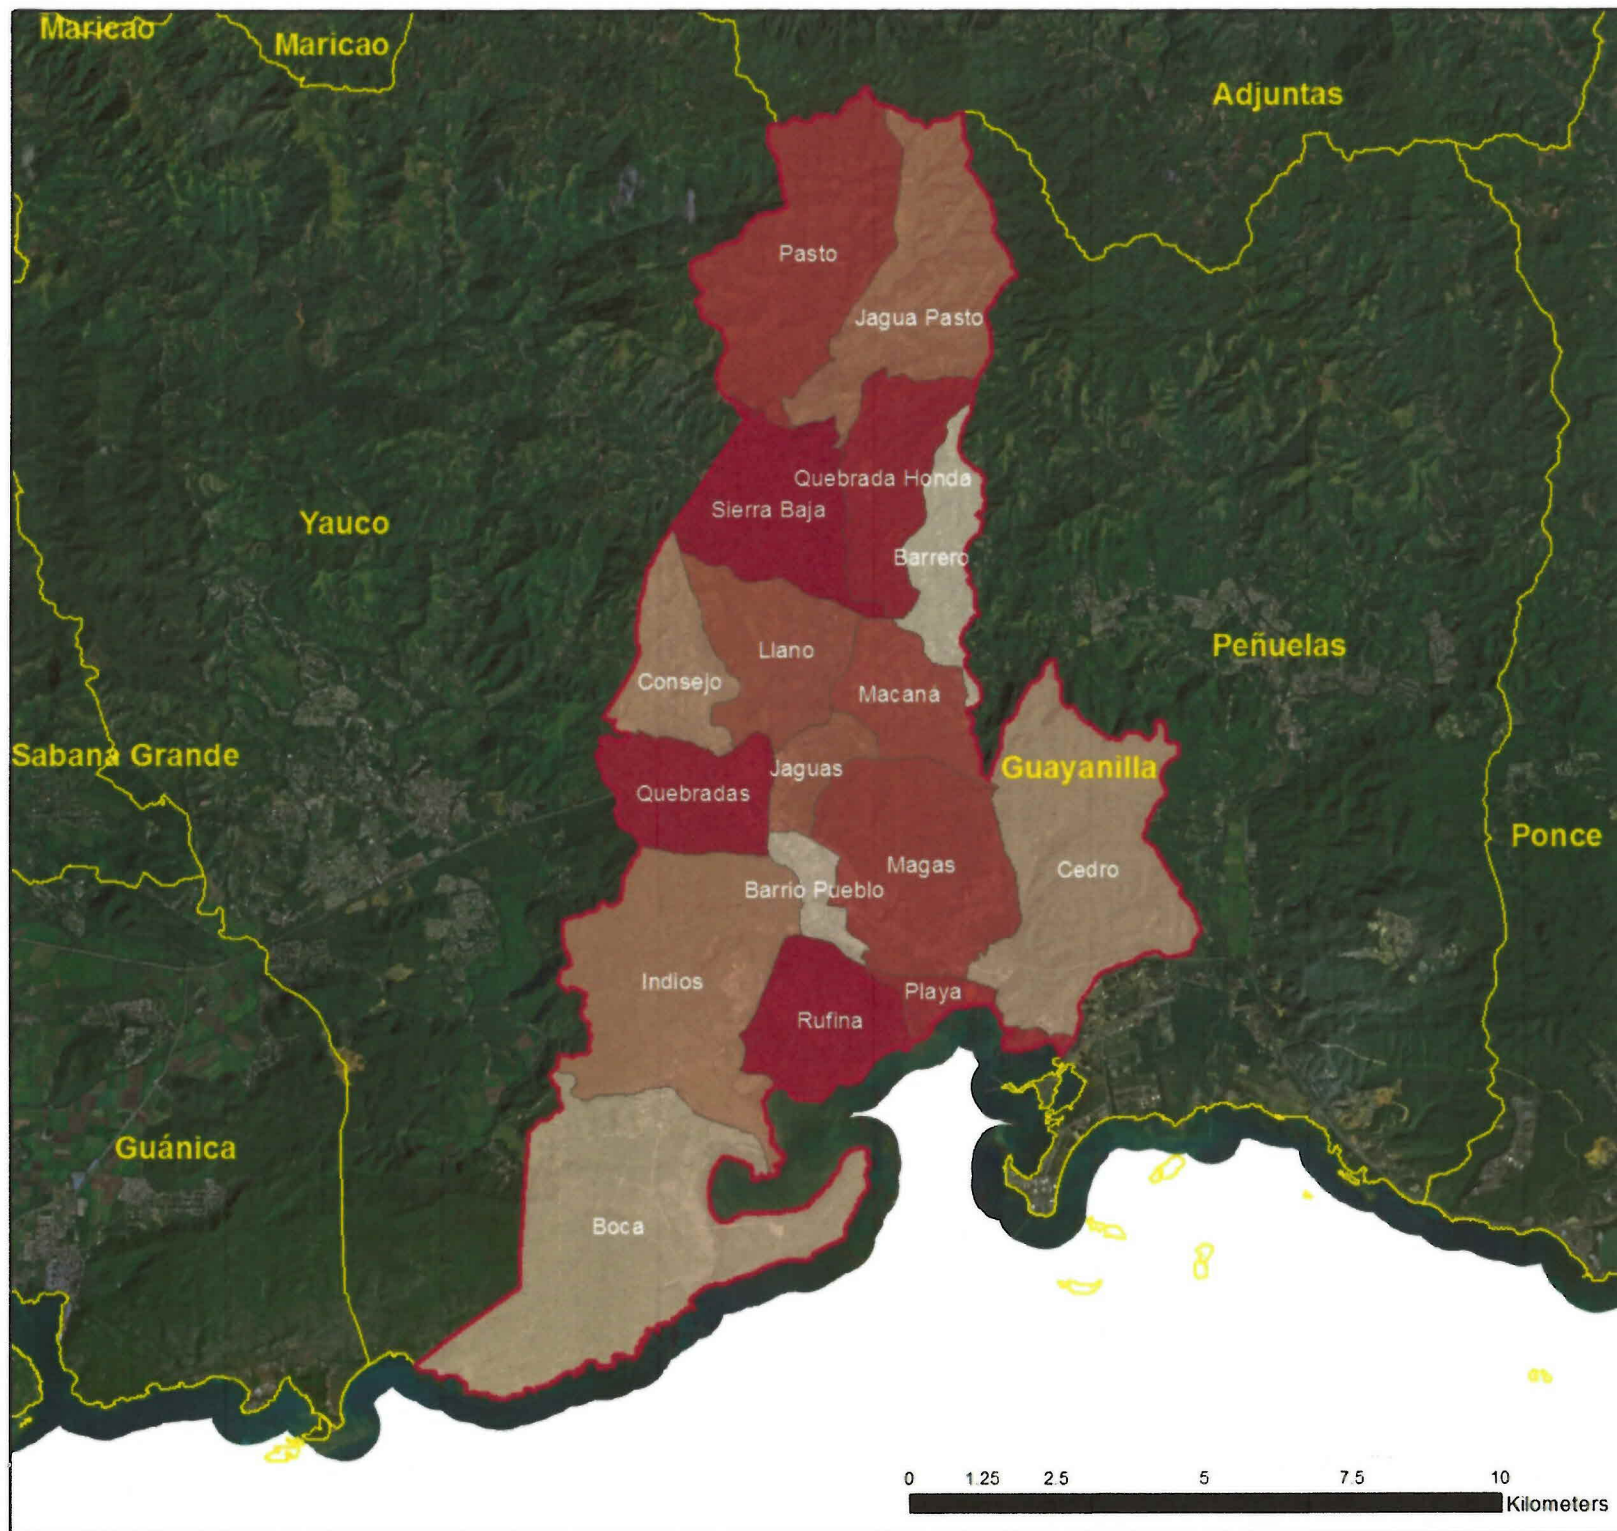 Maricao
Maricao
Adjuntas
Pasto
Jagua Pasto
Quebrada Honda
Sierra Baja
Yauco
Barrero
Peñuelas
Llano
Consejo
Macaná
Sabana Grande
Guayanilla
Jaguas
Quebradas
Ponce
Magas
Cedro
Barrio Pueblo
Indios
Playa
Rufina
Guánica
Boca
0 1.25 2.5 5 7.5 10
Kilometers